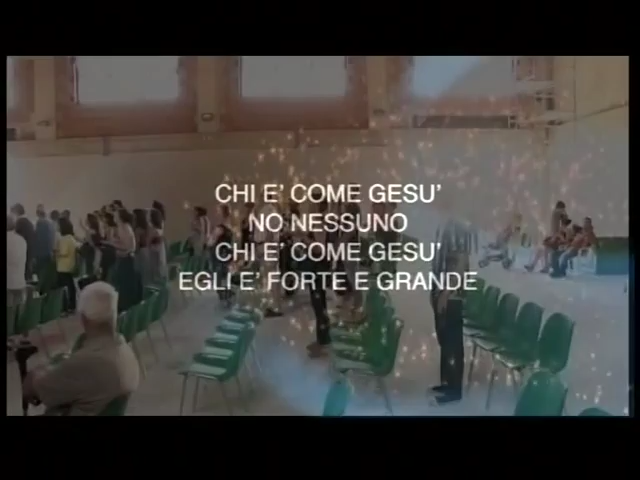 CHI E' COME GESU'
NO NESSUNO
CHI E' COME GESU'
EGLI E' FORTE E GRANDE